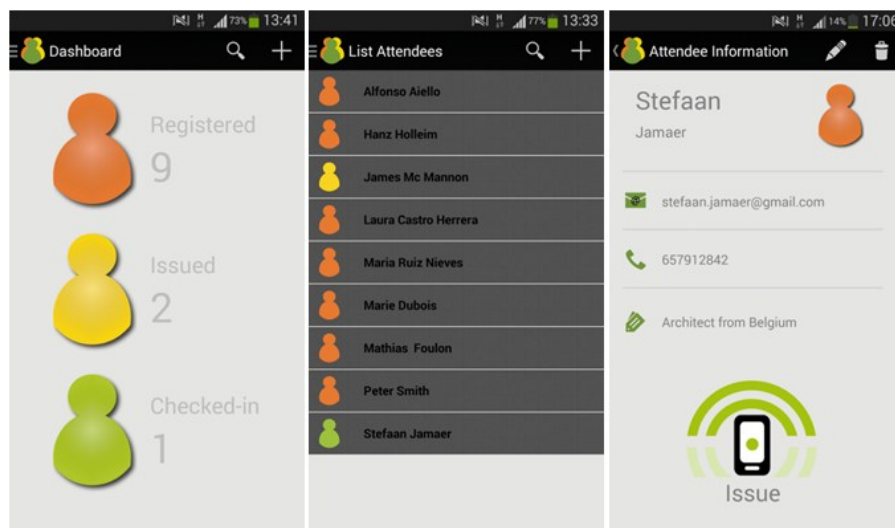 73% 13:41
Dashboard
Registered
9
Issued
2
Checked-in
1
77% 13:33
List Attendees
Alfonso Aiello
Hanz Holleim
James Mc Mannon
Laura Castro Herrera
Maria Ruiz Nieves
Marie Dubois
Mathias Foulon
Peter Smith
Stefaan Jamaer
14% 17:06
Attendee Information
Stefaan
Jamaer
stefaan.jamaer@gmail.com
657912842
Architect from Belgium
Issue